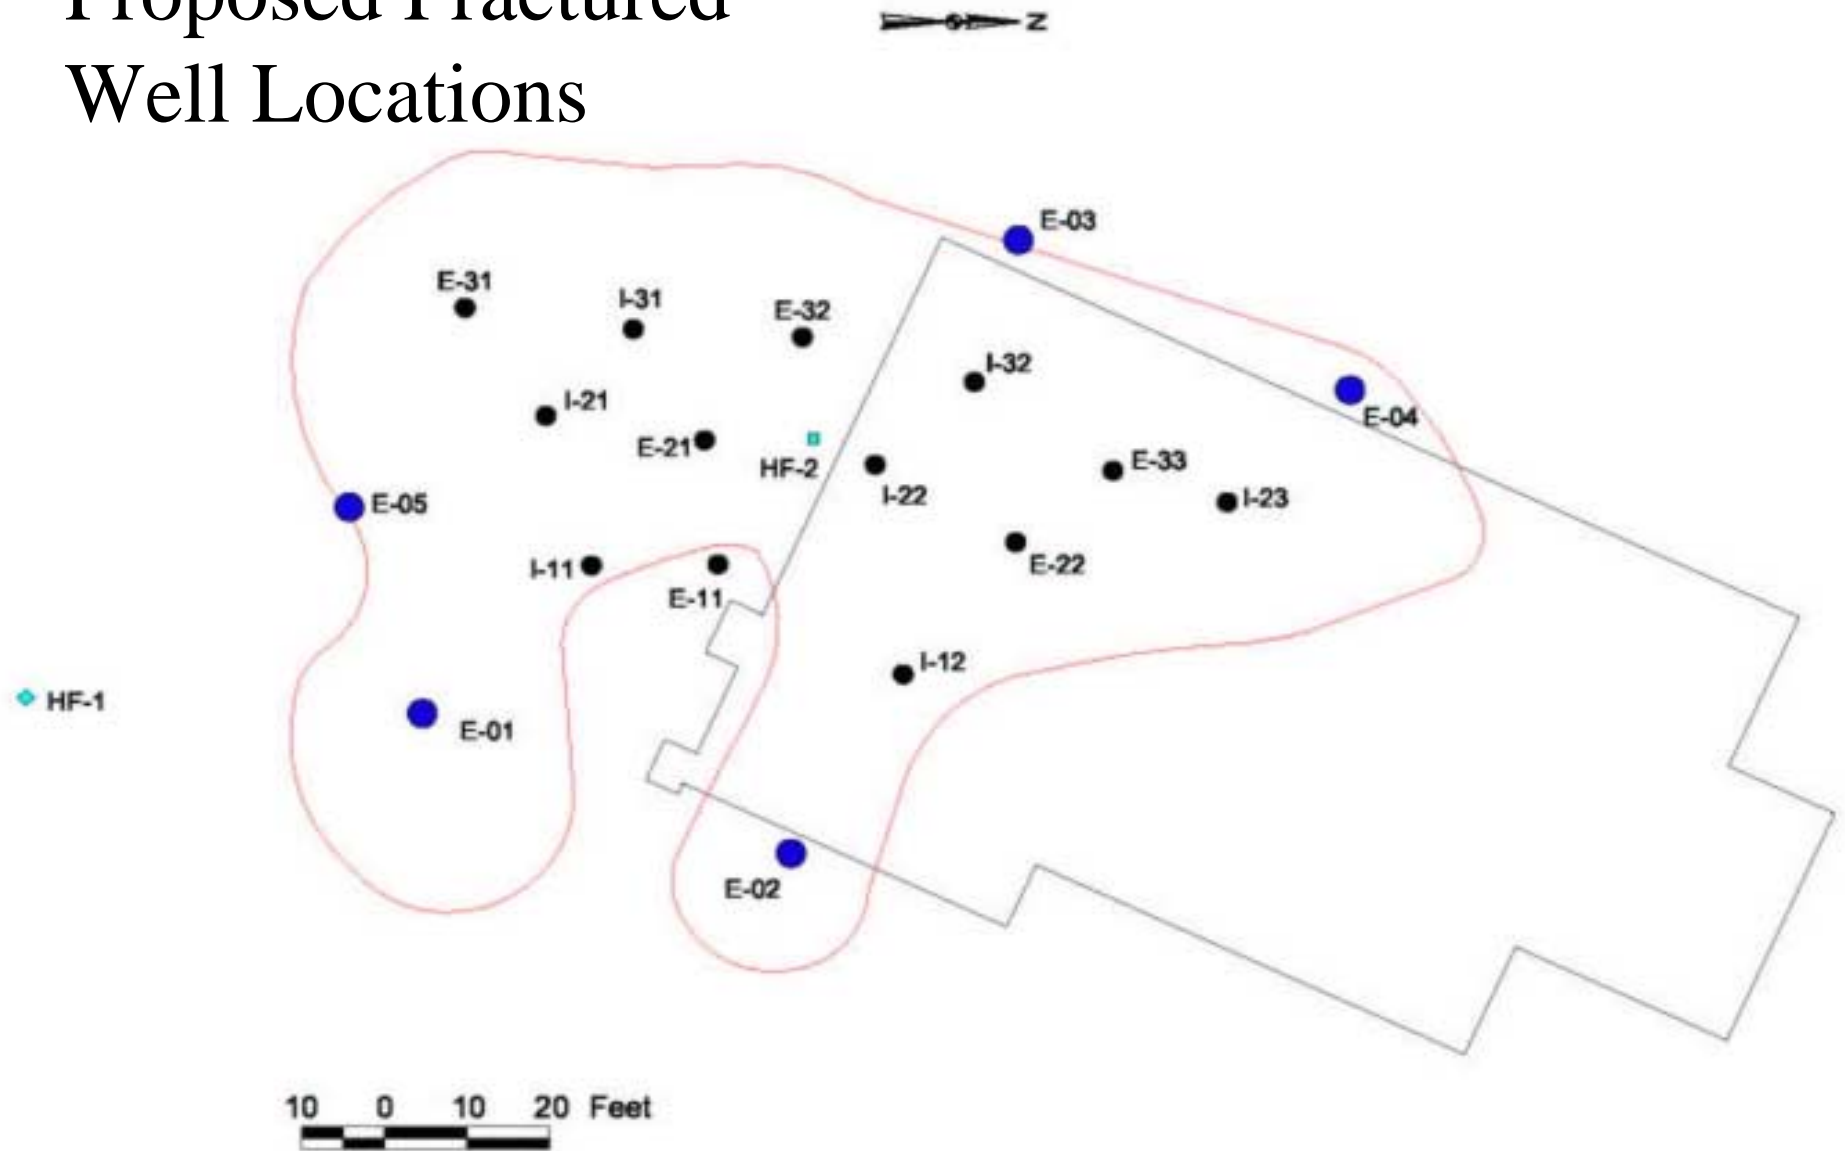 Proposed Fractured
Well Locations
N
E-03
E-31
I-31
E-32
I-32
E-04
I-21
E-21
HF-2
E-33
I-22
I-23
E-05
E-22
I-11
E-11
I-12
HF-1
E-01
E-02
10 0 10 20 Feet